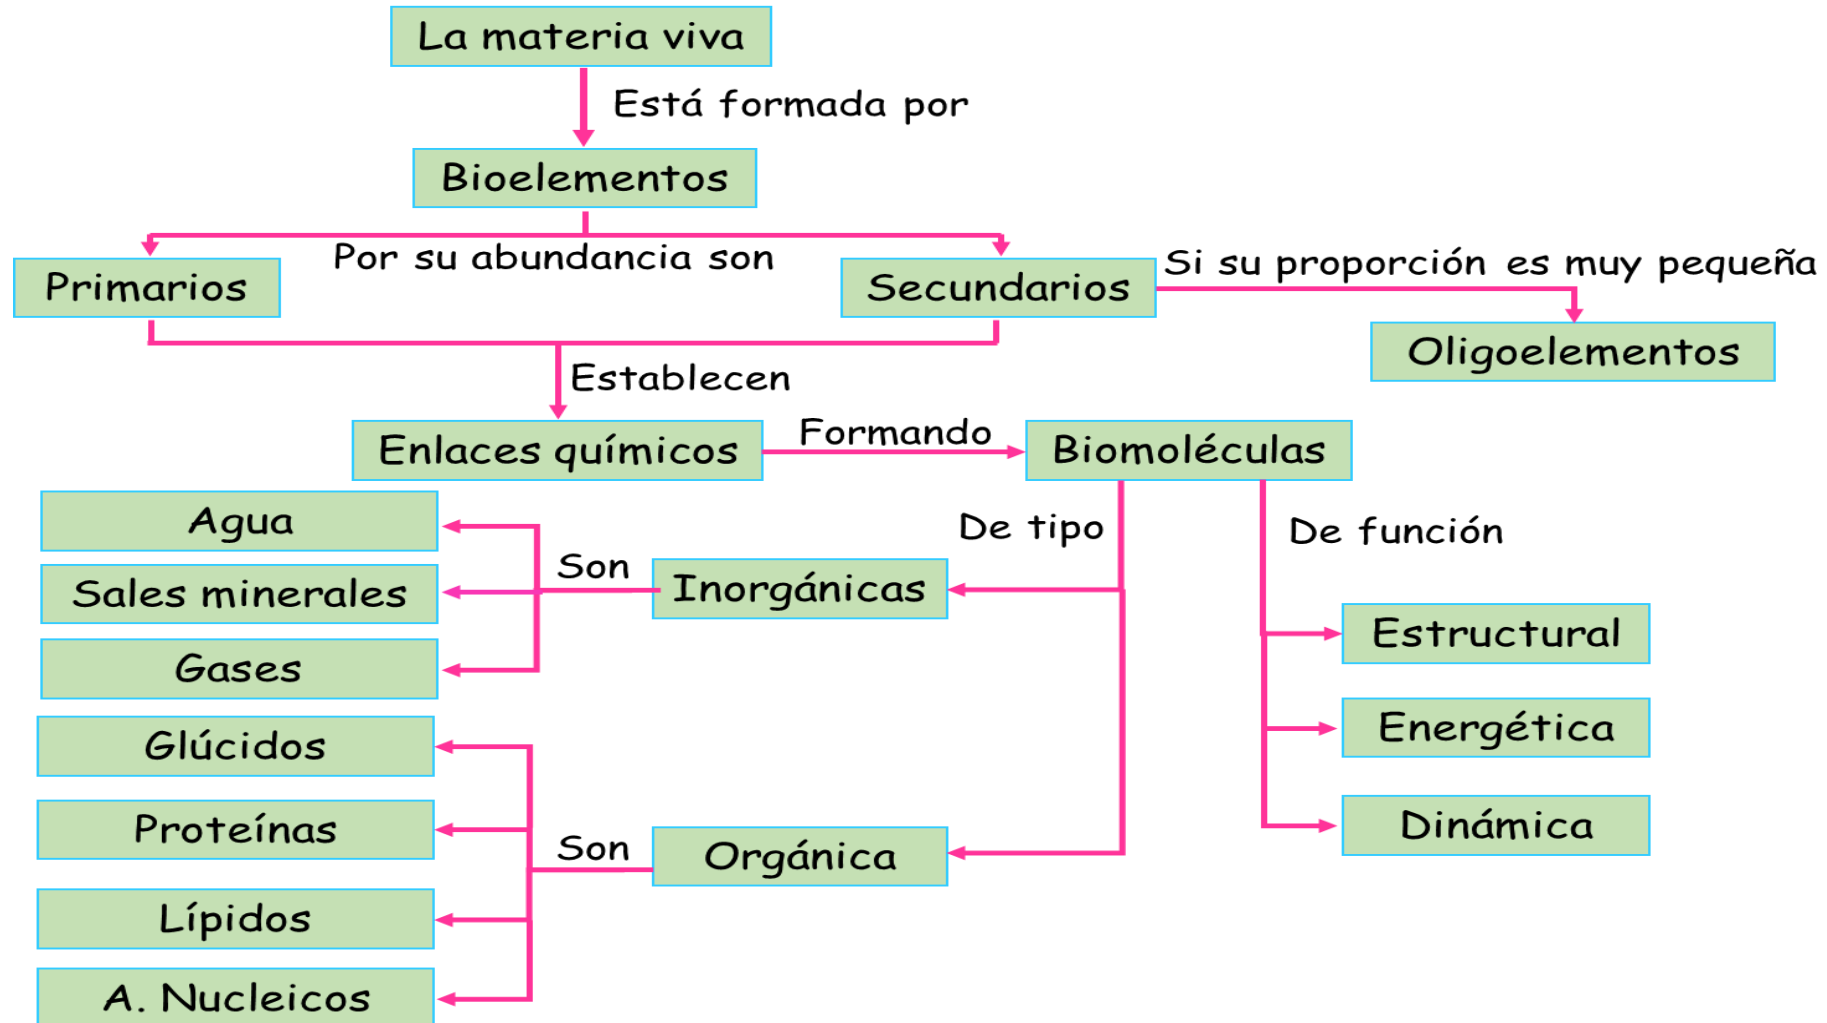 La materia viva
Está formada por
Bioelementos
Por su abundancia son
Primarios
Secundarios
Si su proporción es muy pequeña
Oligoelementos
Establecen
Enlaces químicos
Formando
Biomoléculas
De tipo
De función
Agua
Sales minerales
Gases
Son
Inorgánicas
Estructural
Energética
Dinámica
Glúcidos
Proteínas
Lípidos
A. Nucleicos
Son
Orgánica